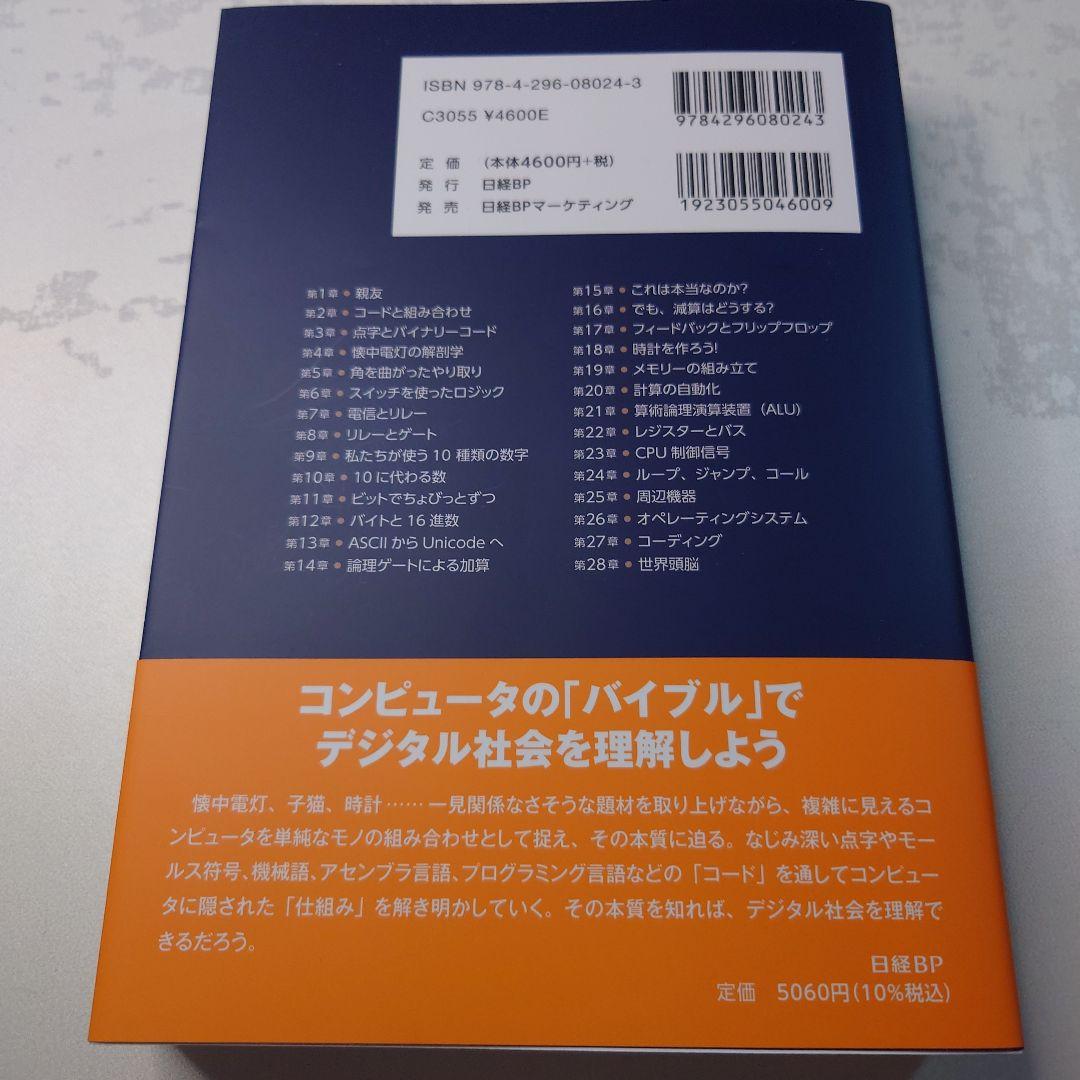 ISBN 978-4-296-08024-3
C3055 ¥4600E
9784296080243
定 価 (本体4600円+税)
発 行 日経BP
発 売 日経BPマーケティング
1923055046009
第1章 • 親友
第2章 • コードと組み合わせ
第3章 • 点字とバイナリーコード
第4章 • 懐中電灯の解剖学
第5章 • 角を曲がったやり取り
第6章 • スイッチを使ったロジック
第7章 • 電信とリレー
第8章 • リレーとゲート
第9章 • 私たちが使う 10 種類の数字
第10章 • 10 に代わる数
第11章 • ビットでちょびっとずつ
第12章 • バイトと 16 進数
第13章 • ASCII から Unicode へ
第14章 • 論理ゲートによる加算
第15章 • これは本当なのか?
第16章 • でも、減算はどうする?
第17章 • フィードバックとフリップフロップ
第18章 • 時計を作ろう!
第19章 • メモリーの組み立て
第20章 • 計算の自動化
第21章 • 算術論理演算装置(ALU)
第22章 • レジスターとバス
第23章 • CPU 制御信号
第24章 • ループ、ジャンプ、コール
第25章 • 周辺機器
第26章 • オペレーティングシステム
第27章 • コーディング
第28章 • 世界頭脳
コンピュータの「バイブル」で
デジタル社会を理解しよう
懐中電灯、子猫、時計……一見関係なさそうな題材を取り上げながら、複雑に見えるコ
ンピュータを単純なモノの組み合わせとして捉え、その本質に迫る。なじみ深い点字やモー
ルス符号、機械語、アセンブラ言語、プログラミング言語などの「コード」を通してコンピュー
タに隠された「仕組み」を解き明かしていく。その本質を知れば、デジタル社会を理解で
きるだろう。
日経BP
定価 5060円(10%税込)